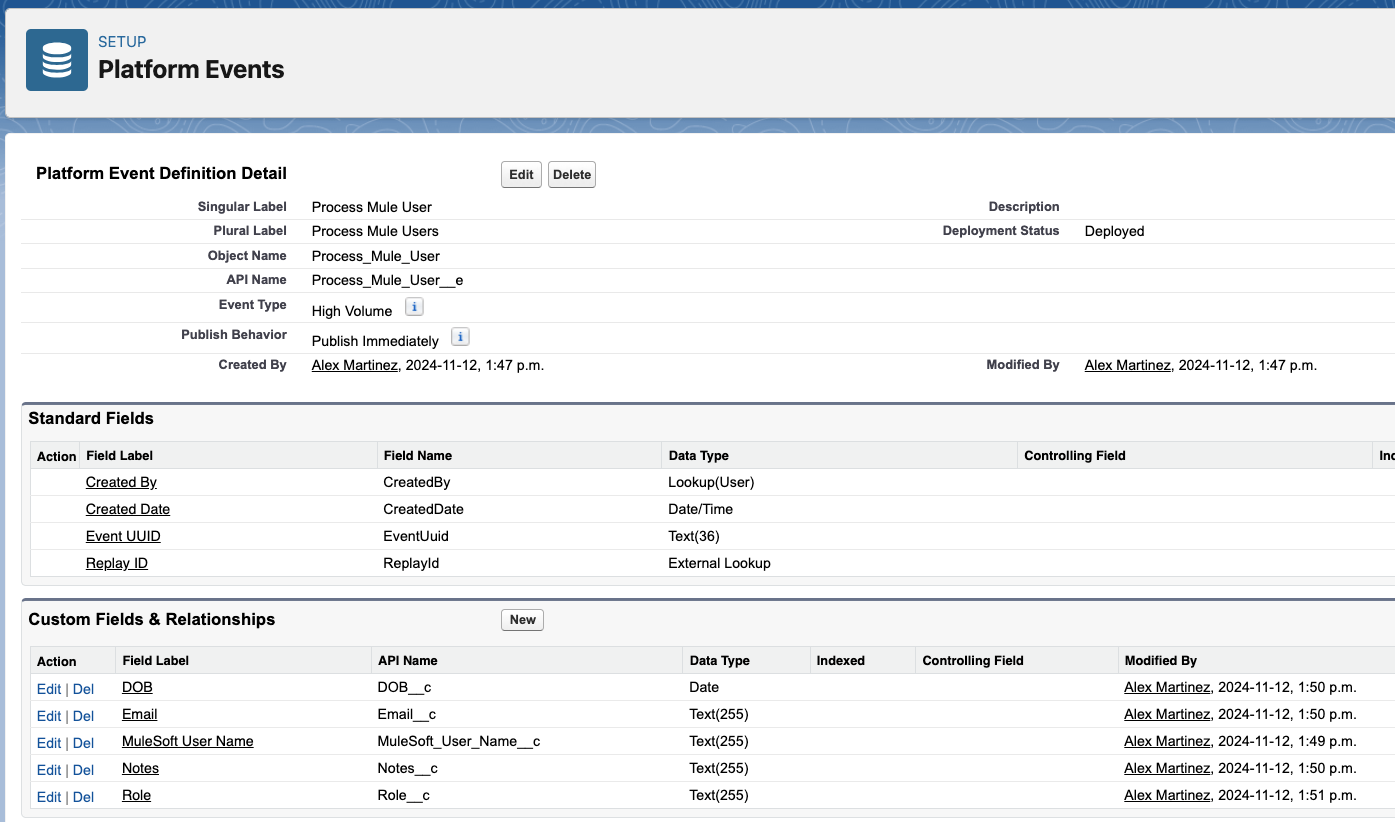 SETUP
Platform Events
Platform Event Definition Detail Edit Delete
Singular Label Process Mule User Description
Plural Label Process Mule Users Deployment Status Deployed
Object Name Process_Mule_User
API Name Process_Mule_User__e
Event Type High Volume i
Publish Behavior Publish Immediately i
Created By Alex Martinez, 2024-11-12, 1:47 p.m. Modified By Alex Martinez, 2024-11-12, 1:47 p.m.
Standard Fields
Action Field Label Field Name Data Type Controlling Field
Created By CreatedBy Lookup(User)
Created Date CreatedDate Date/Time
Event UUID EventUuid Text(36)
Replay ID ReplayId External Lookup
Custom Fields & Relationships New
Action Field Label API Name Data Type Indexed Controlling Field Modified By
Edit | Del DOB DOB__c Date Alex Martinez, 2024-11-12, 1:50 p.m.
Edit | Del Email Email__c Text(255) Alex Martinez, 2024-11-12, 1:50 p.m.
Edit | Del MuleSoft User Name MuleSoft_User_Name__c Text(255) Alex Martinez, 2024-11-12, 1:49 p.m.
Edit | Del Notes Notes__c Text(255) Alex Martinez, 2024-11-12, 1:50 p.m.
Edit | Del Role Role__c Text(255) Alex Martinez, 2024-11-12, 1:51 p.m.